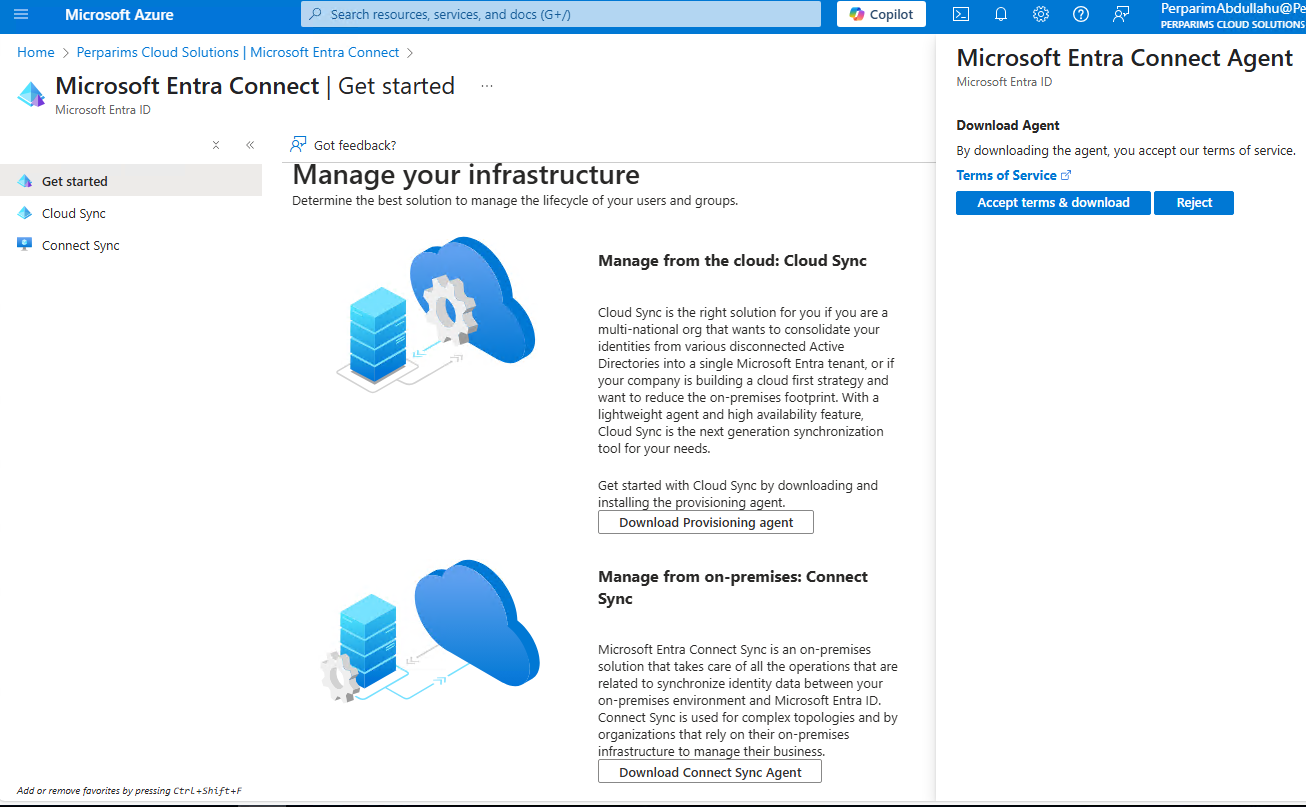 Microsoft Azure
Search resources, services, and docs (G+/)
Copilot
PerparimAbdullahu@Pe
PERPARIMS CLOUD SOLUTIONS
Home > Perparims Cloud Solutions | Microsoft Entra Connect >
Microsoft Entra Connect | Get started ...
Microsoft Entra ID
Got feedback?
Get started
Cloud Sync
Connect Sync
Manage your infrastructure
Determine the best solution to manage the lifecycle of your users and groups.
Manage from the cloud: Cloud Sync
Cloud Sync is the right solution for you if you are a
multi-national org that wants to consolidate your
identities from various disconnected Active
Directories into a single Microsoft Entra tenant, or if
your company is building a cloud first strategy and
want to reduce the on-premises footprint. With a
lightweight agent and high availability feature,
Cloud Sync is the next generation synchronization
tool for your needs.
Get started with Cloud Sync by downloading and
installing the provisioning agent.
Download Provisioning agent
Manage from on-premises: Connect
Sync
Microsoft Entra Connect Sync is an on-premises
solution that takes care of all the operations that are
related to synchronize identity data between your
on-premises environment and Microsoft Entra ID.
Connect Sync is used for complex topologies and by
organizations that rely on their on-premises
infrastructure to manage their business.
Download Connect Sync Agent
Add or remove favorites by pressing Ctrl+Shift+F
Microsoft Entra Connect Agent
Microsoft Entra ID
Download Agent
By downloading the agent, you accept our terms of service.
Terms of Service
Accept terms & download
Reject